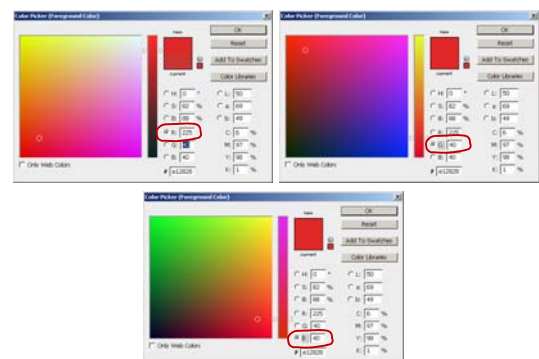 Color Picker (Foreground Color)
new
OK
Reset
Add To Swatches
current
Color Libraries
H: 0 °
L: 50
S: 82 %
a: 69
B: 88 %
b: 49
R: 225
C: 6 %
G: 40
M: 97 %
B: 40
Y: 98 %
Only Web Colors
# e12828
K: 1 %
Color Picker (Foreground Color)
new
OK
Reset
Add To Swatches
current
Color Libraries
H: 0 °
L: 50
S: 82 %
a: 69
B: 88 %
b: 49
R: 225
C: 6 %
G: 40
M: 97 %
B: 40
Y: 98 %
Only Web Colors
# e12828
K: 1 %
Color Picker (Foreground Color)
new
OK
Reset
Add To Swatches
current
Color Libraries
H: 0 °
L: 50
S: 82 %
a: 69
B: 88 %
b: 49
R: 225
C: 6 %
G: 40
M: 97 %
B: 40
Y: 98 %
Only Web Colors
# e12828
K: 1 %